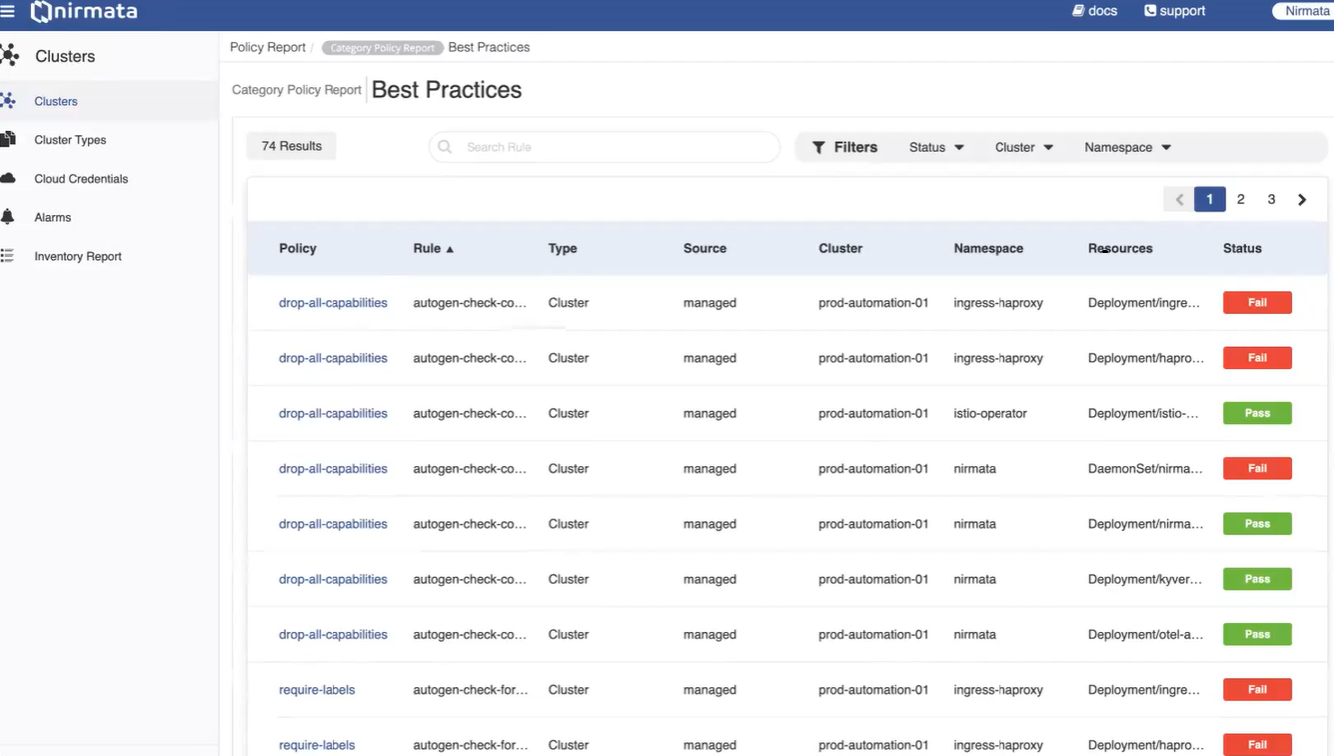 nirmata docs support Nirmata
Clusters
Clusters
Cluster Types
Cloud Credentials
Alarms
Inventory Report
Policy Report / Category Policy Report Best Practices
Category Policy Report Best Practices
74 Results Search Rule Filters Status Cluster Namespace
1 2 3
Policy Rule Type Source Cluster Namespace Resources Status
drop-all-capabilities autogen-check-co... Cluster managed prod-automation-01 ingress-haproxy Deployment/ingre... Fail
drop-all-capabilities autogen-check-co... Cluster managed prod-automation-01 ingress-haproxy Deployment/hapro... Fail
drop-all-capabilities autogen-check-co... Cluster managed prod-automation-01 istio-operator Deployment/istio-... Pass
drop-all-capabilities autogen-check-co... Cluster managed prod-automation-01 nirmata DaemonSet/nirma... Fail
drop-all-capabilities autogen-check-co... Cluster managed prod-automation-01 nirmata Deployment/nirma... Pass
drop-all-capabilities autogen-check-co... Cluster managed prod-automation-01 nirmata Deployment/kyver... Pass
drop-all-capabilities autogen-check-co... Cluster managed prod-automation-01 nirmata Deployment/otel-a... Pass
require-labels autogen-check-for... Cluster managed prod-automation-01 ingress-haproxy Deployment/ingre... Fail
require-labels autogen-check-for... Cluster managed prod-automation-01 ingress-haproxy Deployment/hapro... Fail